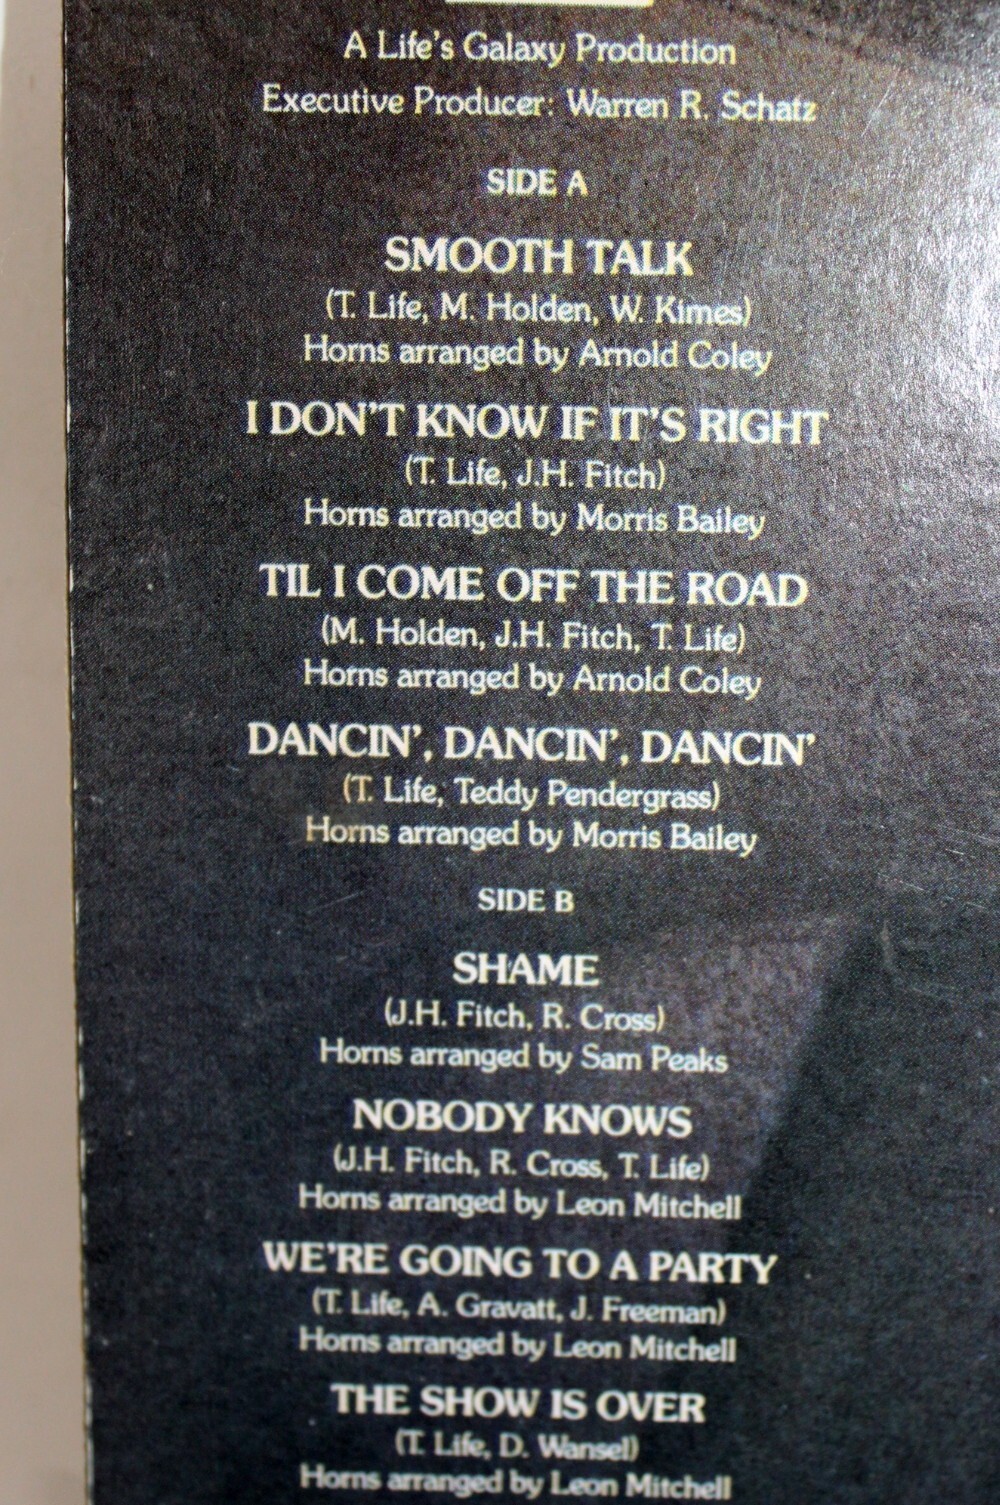 A Life's Galaxy Production
Executive Producer: Warren R. Schatz
SIDE A
SMOOTH TALK
(T. Life, M. Holden, W. Kimes)
Horns arranged by Arnold Coley
I DON'T KNOW IF IT'S RIGHT
(T. Life, J.H. Fitch)
Horns arranged by Morris Bailey
TIL I COME OFF THE ROAD
(M. Holden, J.H. Fitch, T. Life)
Horns arranged by Arnold Coley
DANCIN', DANCIN', DANCIN'
(T. Life, Teddy Pendergrass)
Horns arranged by Morris Bailey
SIDE B
SHAME
(J.H. Fitch, R. Cross)
Horns arranged by Sam Peaks
NOBODY KNOWS
(J.H. Fitch, R. Cross, T. Life)
Horns arranged by Leon Mitchell
WE'RE GOING TO A PARTY
(T. Life, A. Gravatt, J. Freeman)
Horns arranged by Leon Mitchell
THE SHOW IS OVER
(T. Life, D. Wansel)
Horns arranged by Leon Mitchell